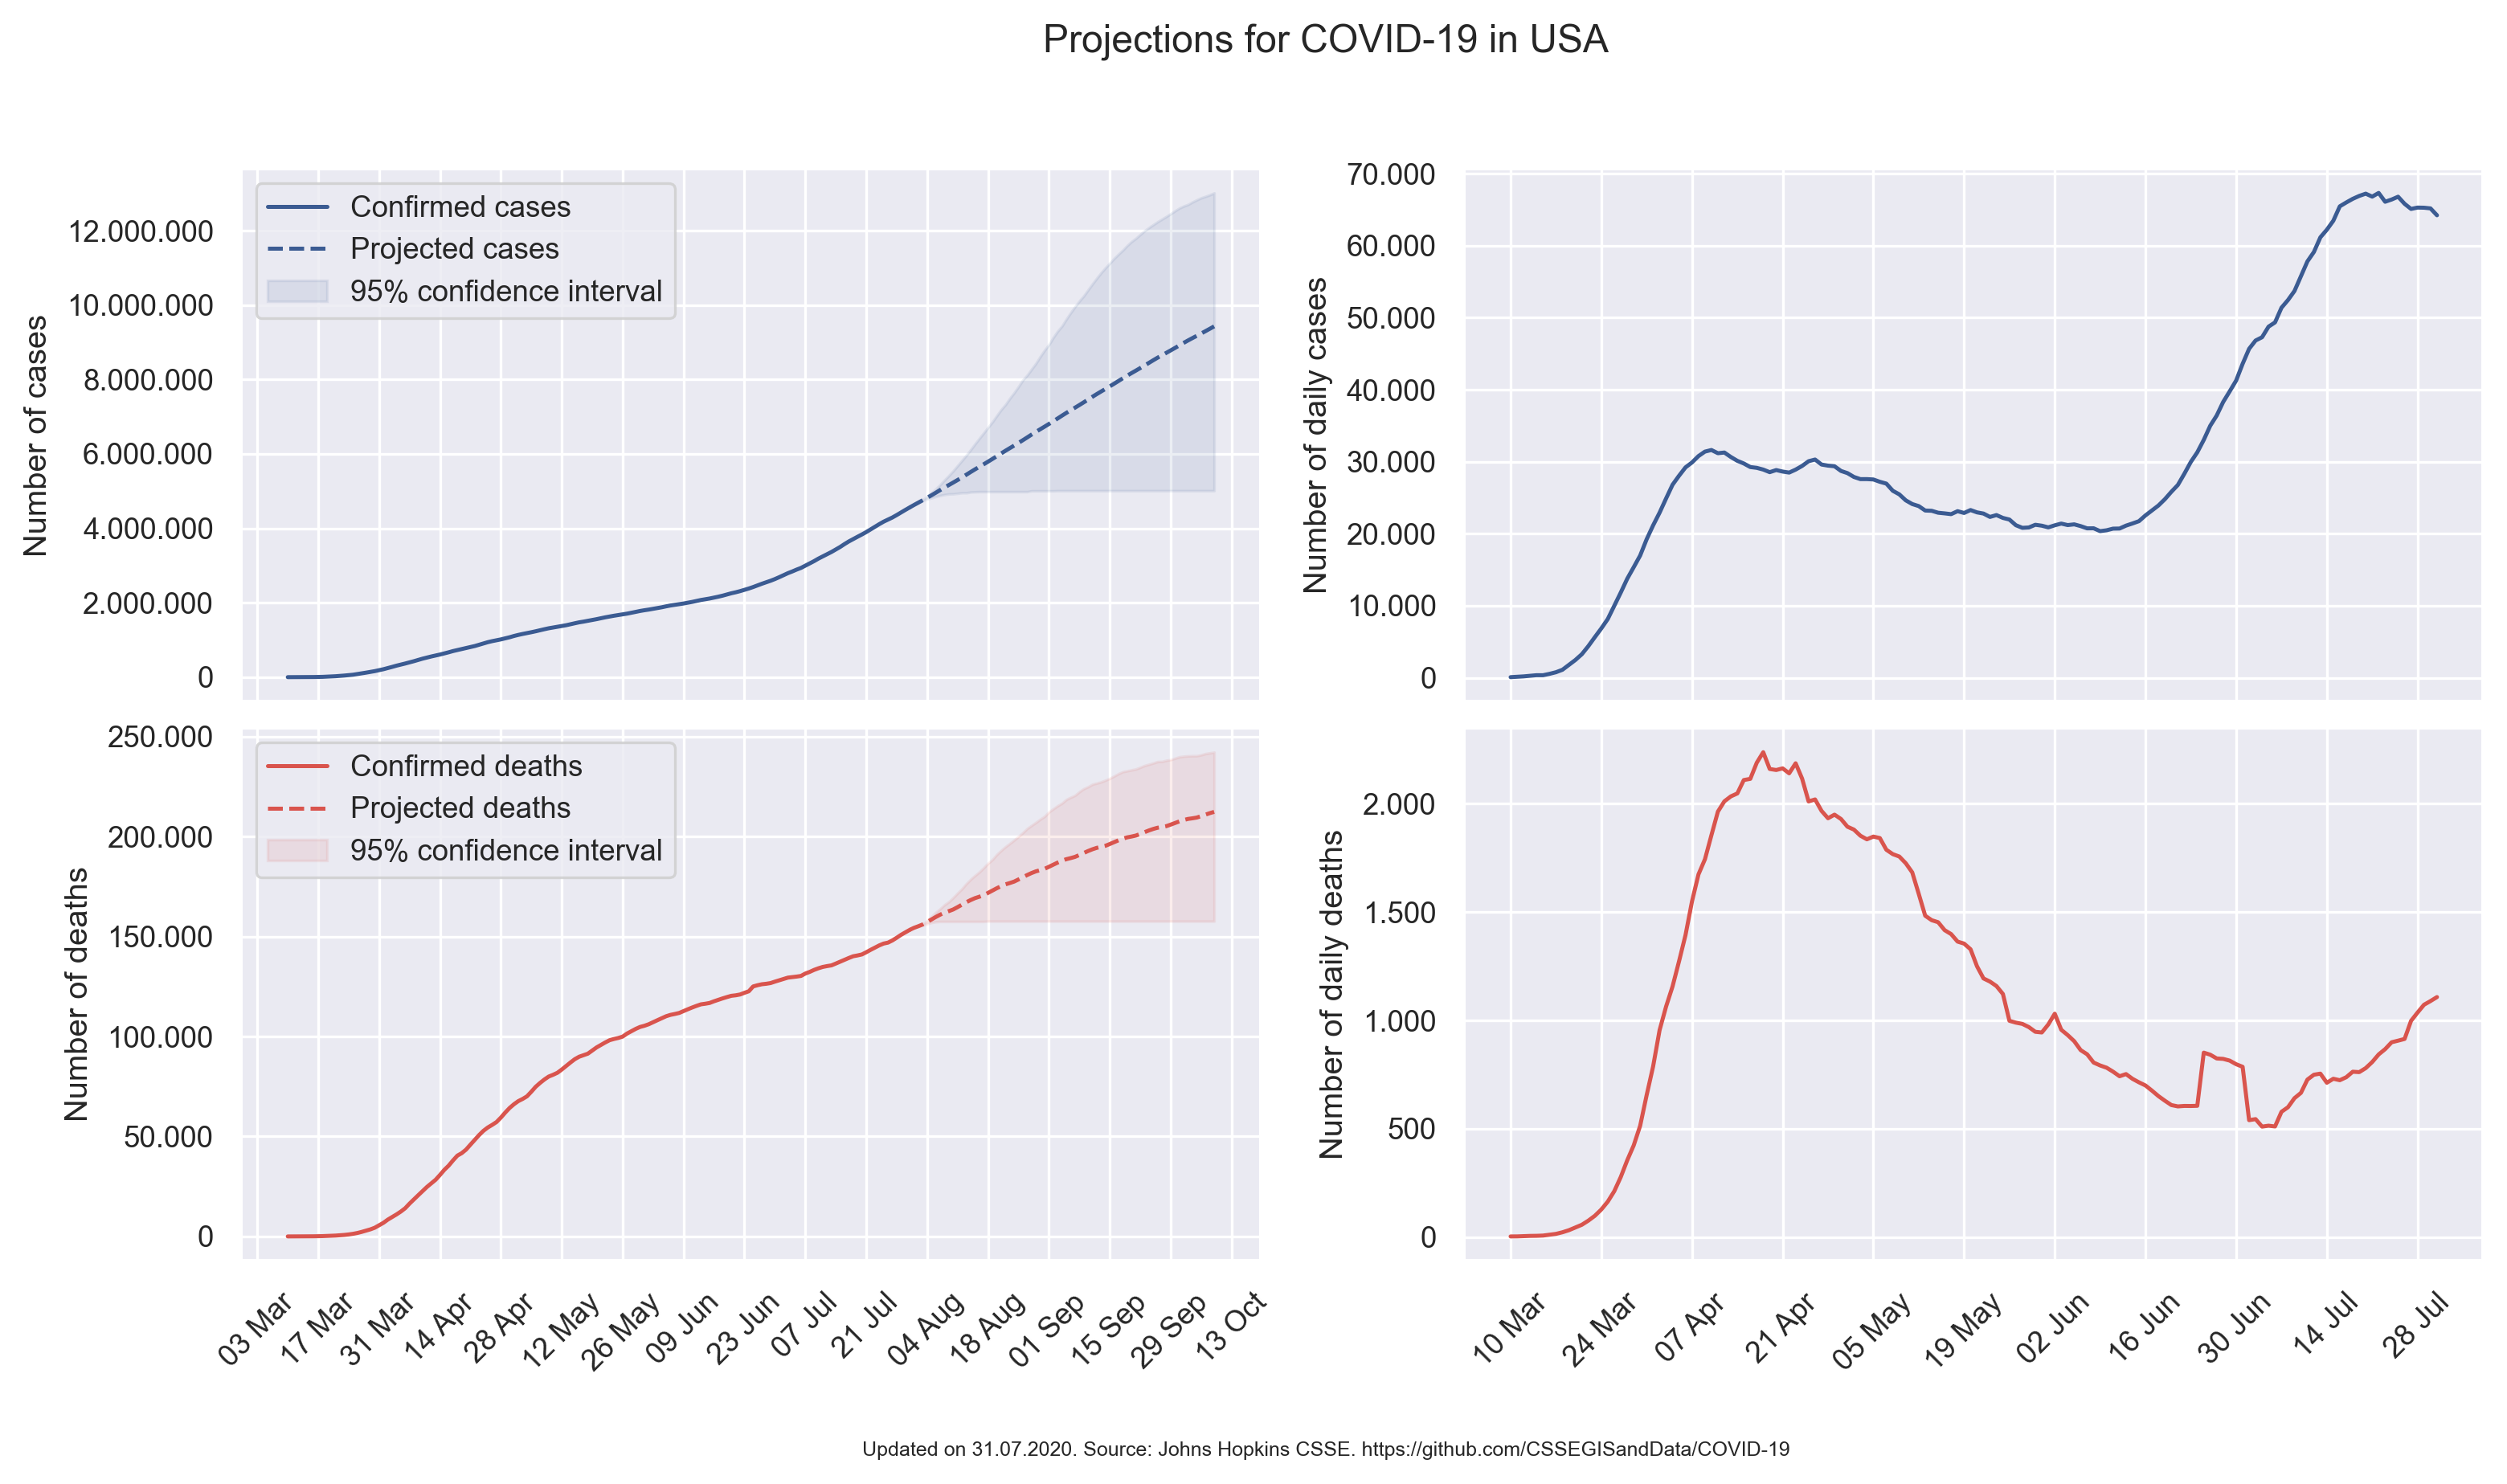 Projections for COVID-19 in USA
Number of cases
12.000.000
10.000.000
8.000.000
6.000.000
4.000.000
2.000.000
0
Confirmed cases
Projected cases
95% confidence interval
Number of daily cases
70.000
60.000
50.000
40.000
30.000
20.000
10.000
0
Number of deaths
250.000
200.000
150.000
100.000
50.000
0
Confirmed deaths
Projected deaths
95% confidence interval
03 Mar
17 Mar
31 Mar
14 Apr
28 Apr
12 May
26 May
09 Jun
23 Jun
07 Jul
21 Jul
04 Aug
18 Aug
01 Sep
15 Sep
29 Sep
13 Oct
Number of daily deaths
2.000
1.500
1.000
500
0
10 Mar
24 Mar
07 Apr
21 Apr
05 May
19 May
02 Jun
16 Jun
30 Jun
14 Jul
28 Jul
Updated on 31.07.2020. Source: Johns Hopkins CSSE. https://github.com/CSSEGISandData/COVID-19